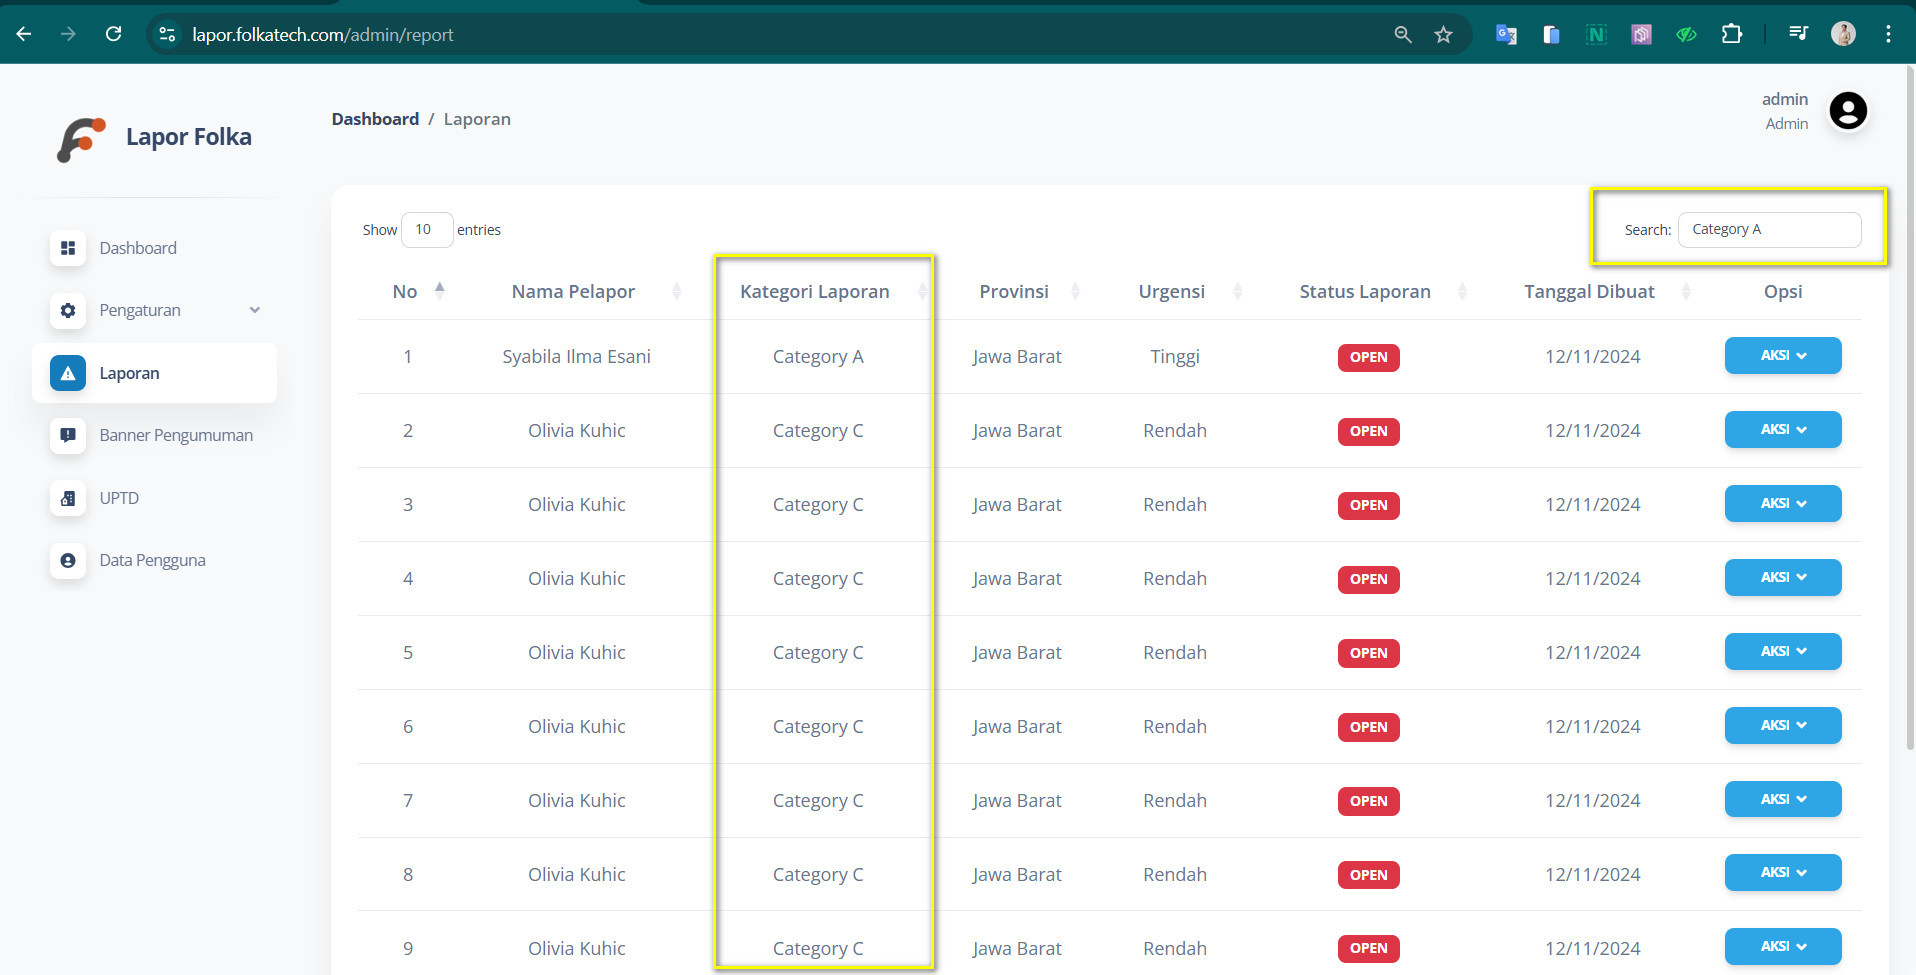 lapor.folkatech.com/admin/report
Lapor Folka
Dashboard / Laporan
admin
Admin
Dashboard
Pengaturan
Laporan
Banner Pengumuman
UPTD
Data Pengguna
Show 10 entries
Search: Category A
No Nama Pelapor Kategori Laporan Provinsi Urgensi Status Laporan Tanggal Dibuat Opsi
1 Syabila Ilma Esani Category A Jawa Barat Tinggi OPEN 12/11/2024 AKSI
2 Olivia Kuhic Category C Jawa Barat Rendah OPEN 12/11/2024 AKSI
3 Olivia Kuhic Category C Jawa Barat Rendah OPEN 12/11/2024 AKSI
4 Olivia Kuhic Category C Jawa Barat Rendah OPEN 12/11/2024 AKSI
5 Olivia Kuhic Category C Jawa Barat Rendah OPEN 12/11/2024 AKSI
6 Olivia Kuhic Category C Jawa Barat Rendah OPEN 12/11/2024 AKSI
7 Olivia Kuhic Category C Jawa Barat Rendah OPEN 12/11/2024 AKSI
8 Olivia Kuhic Category C Jawa Barat Rendah OPEN 12/11/2024 AKSI
9 Olivia Kuhic Category C Jawa Barat Rendah OPEN 12/11/2024 AKSI